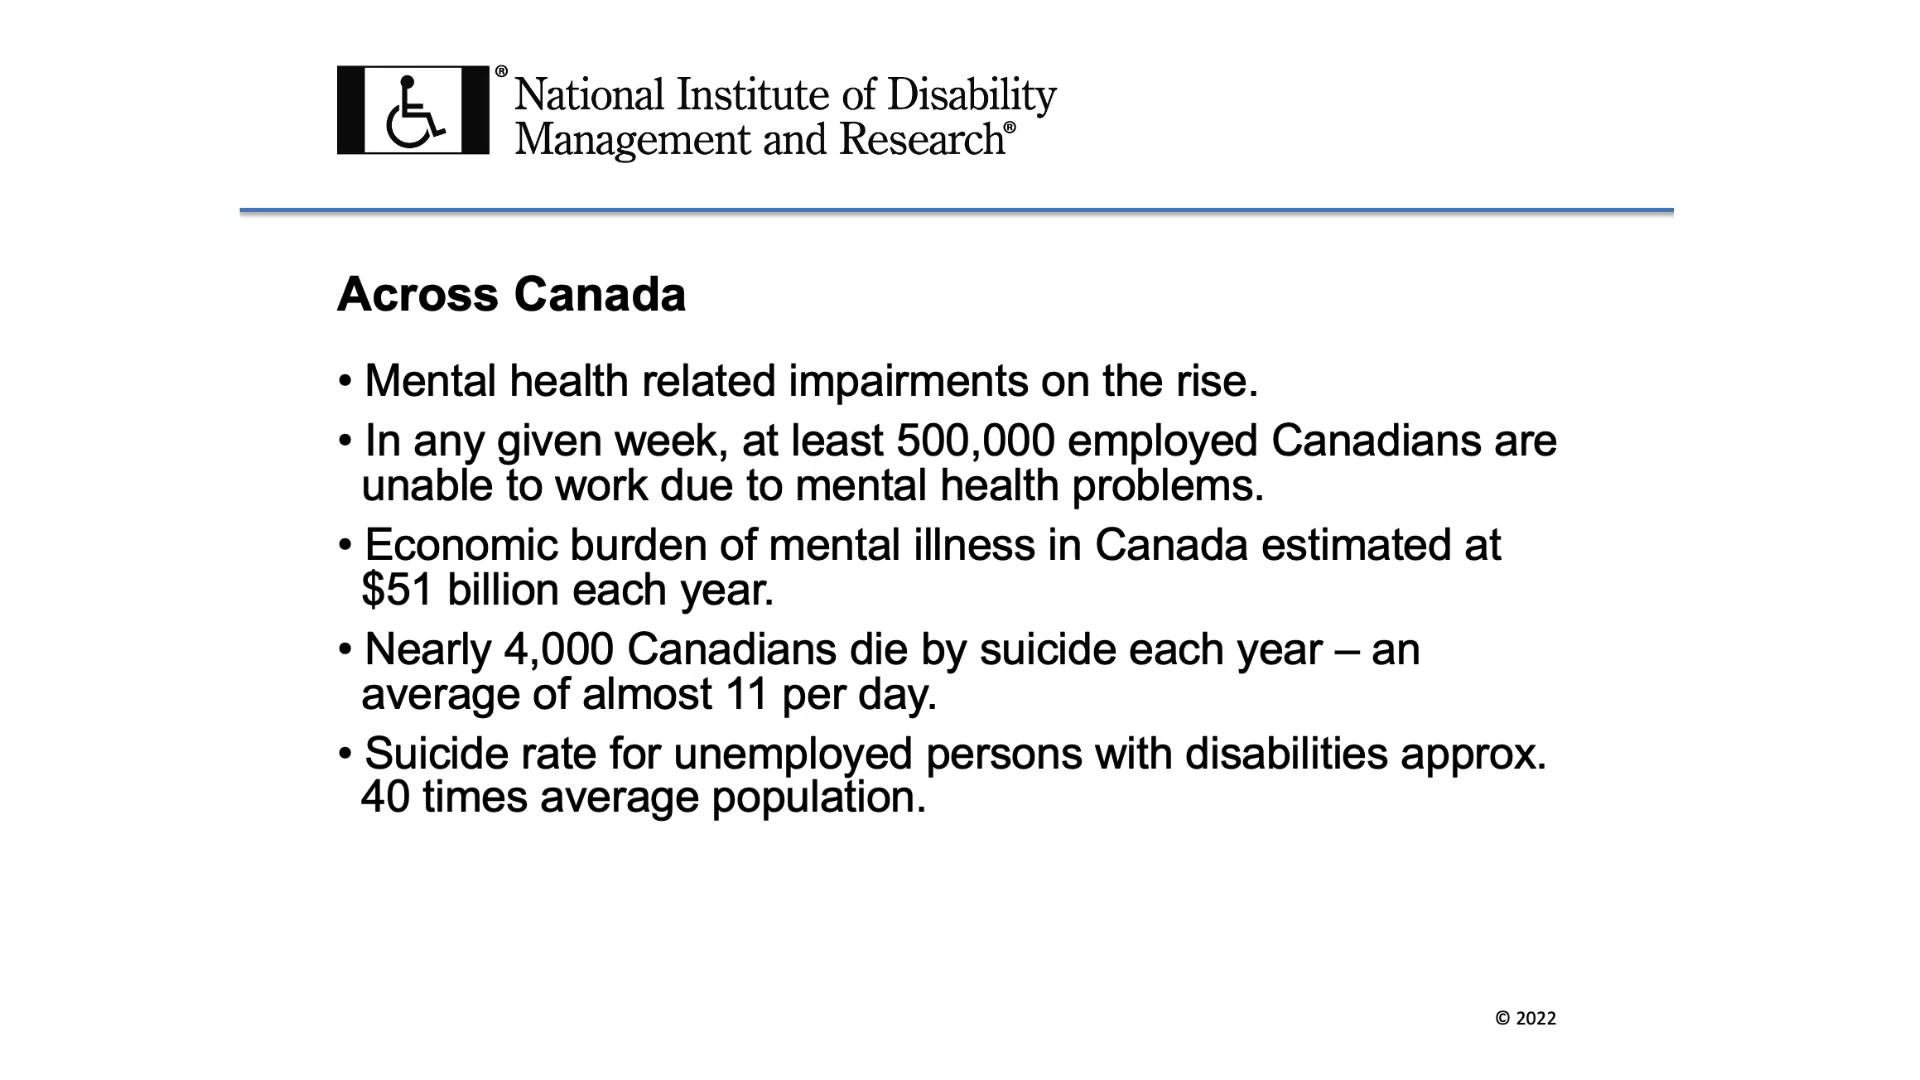 ® National Institute of Disability
Management and Research®
Across Canada
• Mental health related impairments on the rise.
• In any given week, at least 500,000 employed Canadians are
unable to work due to mental health problems.
• Economic burden of mental illness in Canada estimated at
$51 billion each year.
• Nearly 4,000 Canadians die by suicide each year – an
average of almost 11 per day.
• Suicide rate for unemployed persons with disabilities approx.
40 times average population.
© 2022